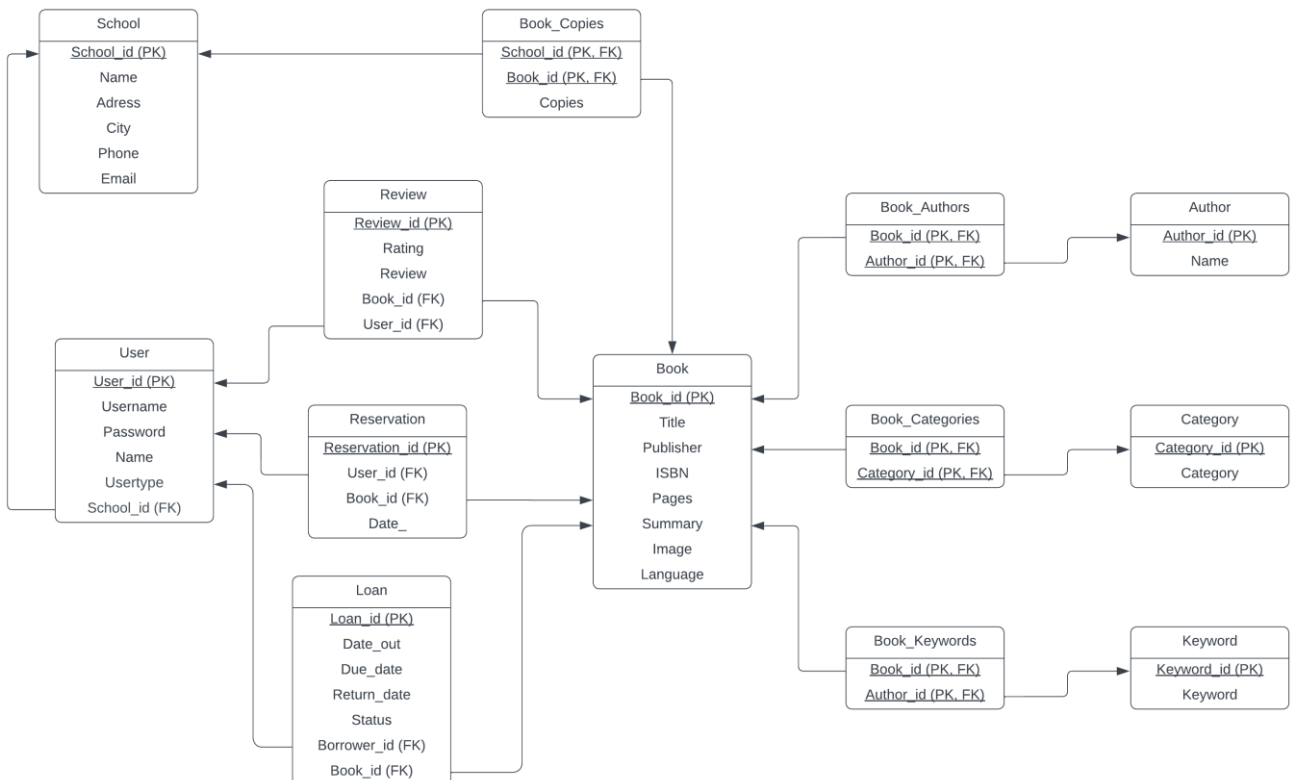 School
School_id (PK)
Name
Adress
City
Phone
Email
Book_Copies
School_id (PK, FK)
Book_id (PK, FK)
Copies
Review
Review_id (PK)
Rating
Review
Book_id (FK)
User_id (FK)
Book_Authors
Book_id (PK, FK)
Author_id (PK, FK)
Author
Author_id (PK)
Name
User
User_id (PK)
Username
Password
Name
Usertype
School_id (FK)
Reservation
Reservation_id (PK)
User_id (FK)
Book_id (FK)
Date_
Book
Book_id (PK)
Title
Publisher
ISBN
Pages
Summary
Image
Language
Book_Categories
Book_id (PK, FK)
Category_id (PK, FK)
Category
Category_id (PK)
Category
Loan
Loan_id (PK)
Date_out
Due_date
Return_date
Status
Borrower_id (FK)
Book_id (FK)
Book_Keywords
Book_id (PK, FK)
Author_id (PK, FK)
Keyword
Keyword_id (PK)
Keyword